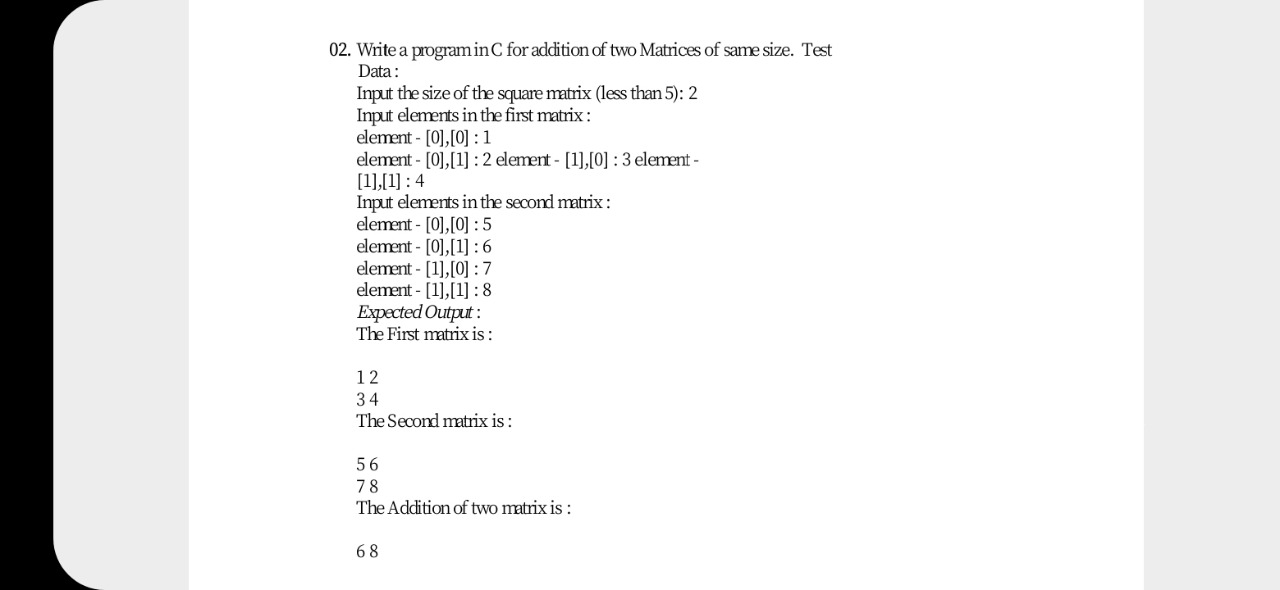 02. Write a program in C for addition of two Matrices of same size. Test
Data :
Input the size of the square matrix (less than 5): 2
Input elements in the first matrix :
element - [0],[0] : 1
element - [0],[1] : 2 element - [1],[0] : 3 element -
[1],[1] : 4
Input elements in the second matrix :
element - [0],[0] : 5
element - [0],[1] : 6
element - [1],[0] : 7
element - [1],[1] : 8
Expected Output :
The First matrix is :
1 2
3 4
The Second matrix is :
5 6
7 8
The Addition of two matrix is :
6 8